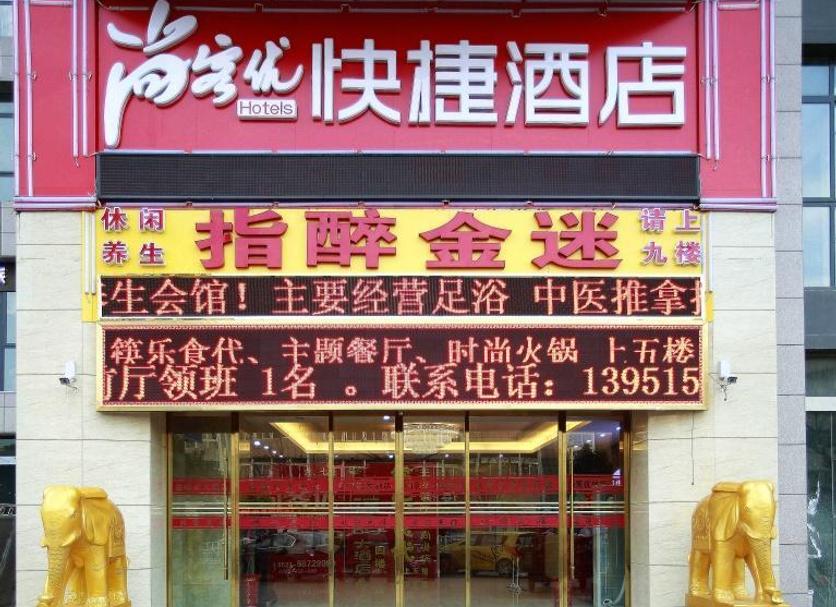 尚客优
Hotels
快捷酒店
休闲
养生
指醉金迷
请上
九楼
生会馆！主要经营足浴 中医推拿
筷乐食代、主题餐厅、时尚火锅 上五楼
厅领班 1名 。联系电话：139515